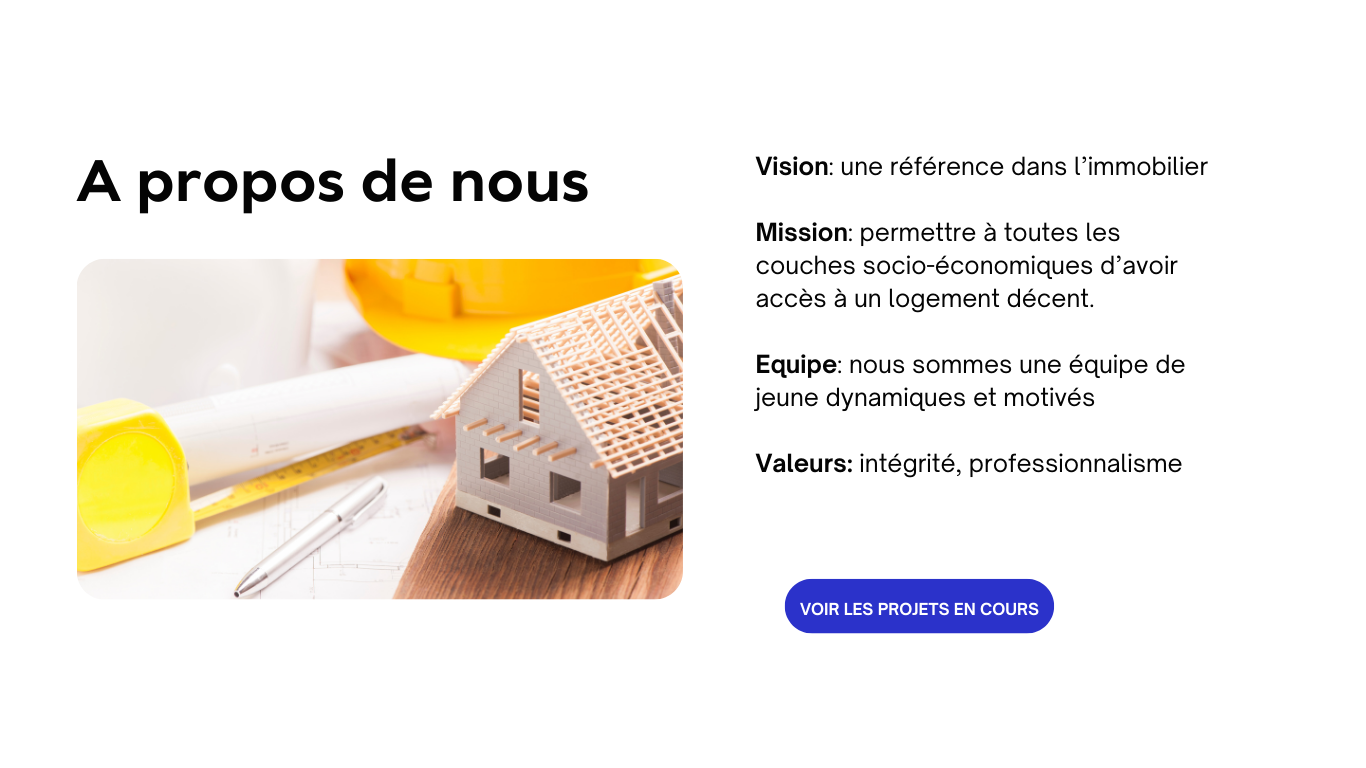 A propos de nous
Vision: une référence dans l’immobilier
Mission: permettre à toutes les
couches socio-économiques d’avoir
accès à un logement décent.
Equipe: nous sommes une équipe de
jeune dynamiques et motivés
Valeurs: intégrité, professionnalisme
VOIR LES PROJETS EN COURS